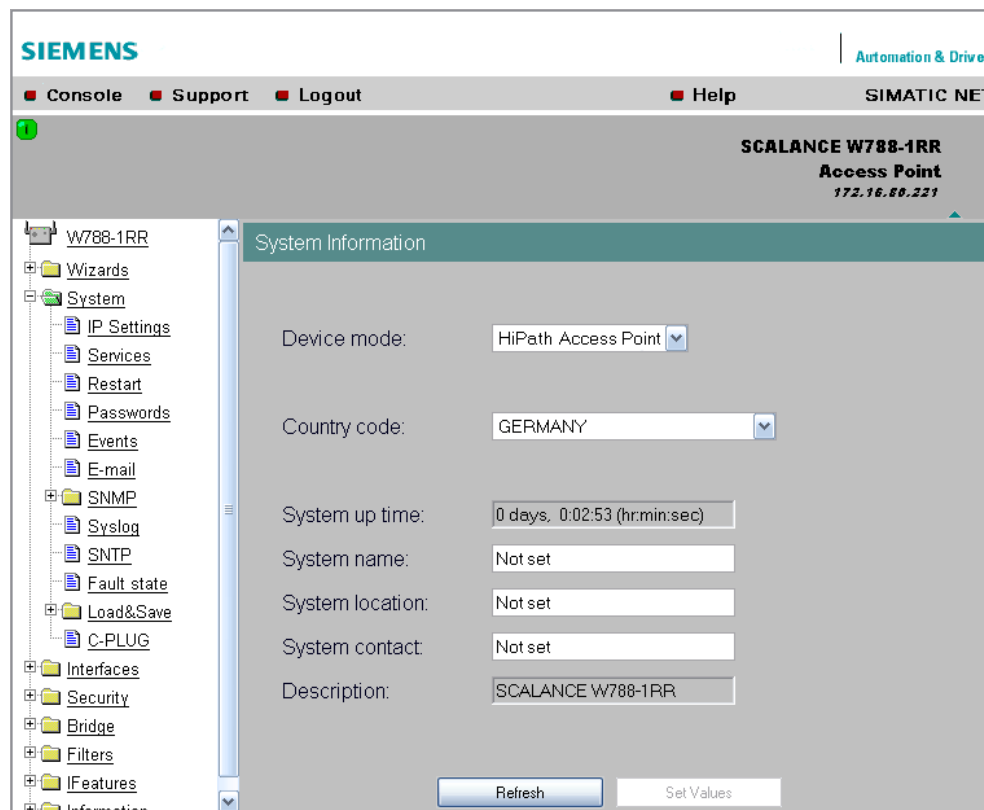 SIEMENS
Automation & Drive
Console Support Logout Help SIMATIC NET
SCALANCE W788-1RR
Access Point
172.16.80.221
W788-1RR
Wizards
System
IP Settings
Services
Restart
Passwords
Events
E-mail
SNMP
Syslog
SNTP
Fault state
Load&Save
C-PLUG
Interfaces
Security
Bridge
Filters
IFeatures
Information
System Information
Device mode: HiPath Access Point
Country code: GERMANY
System up time: 0 days, 0:02:53 (hr:min:sec)
System name: Not set
System location: Not set
System contact: Not set
Description: SCALANCE W788-1RR
Refresh Set Values